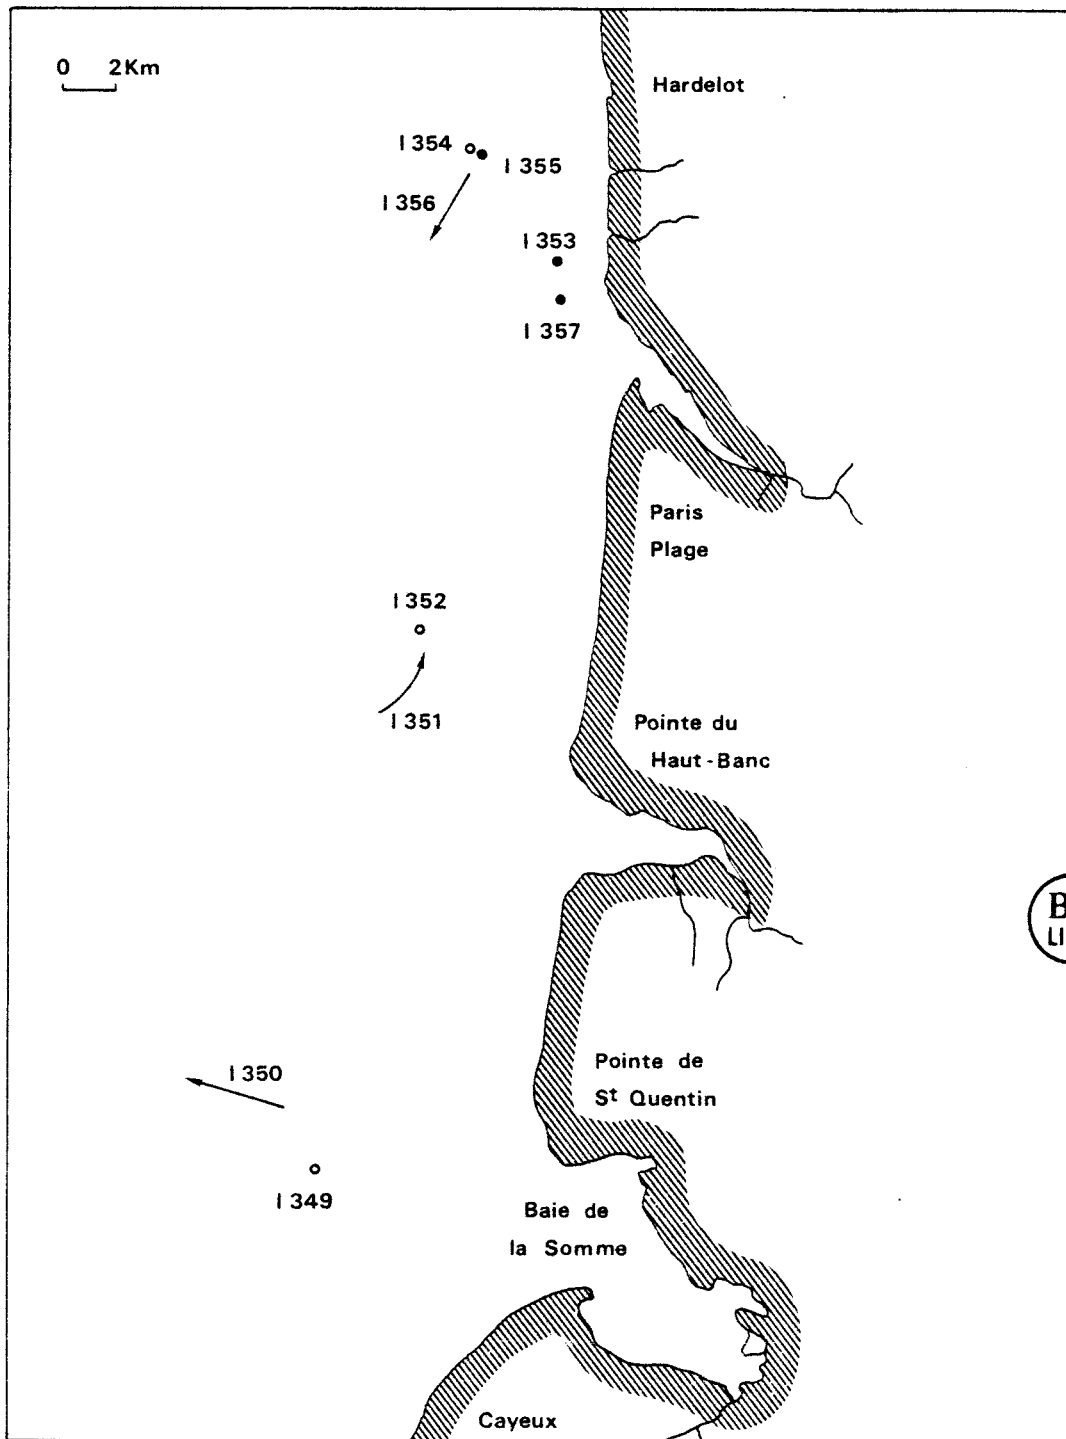 0 2Km
Hardelot
I 354
I 355
I 356
I 353
I 357
Paris
Plage
I 352
I 351
Pointe du
Haut-Banc
B
LI
I 350
Pointe de
St Quentin
I 349
Baie de
la Somme
Cayeux